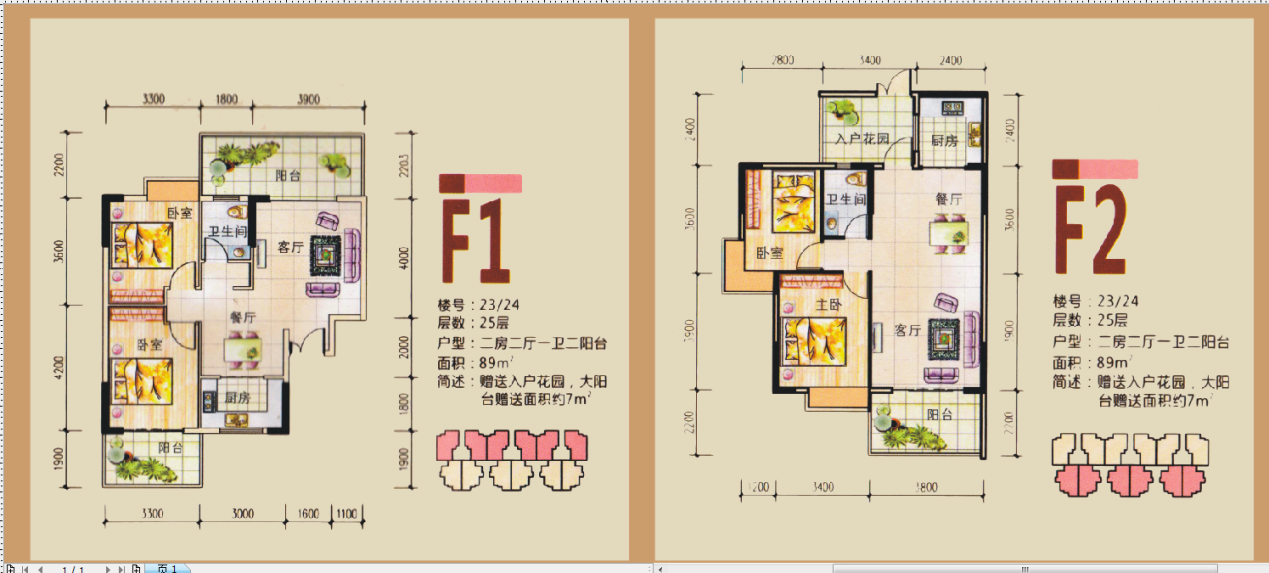 3300 1800 3900
2200
3600
4200
1900
阳台
卧室
卫生间
客厅
餐厅
卧室
厨房
阳台
2203
4000
2000
1800
1900
3300 3000 1600 1100
F1
楼号：23/24
层数：25层
户型：二房二厅一卫二阳台
面积：89㎡
简述：赠送入户花园，大阳
台赠送面积约7㎡
2800 3400 2400
2400
3600
3900
2200
入户花园
厨房
餐厅
卫生间
卧室
主卧
客厅
阳台
2400
3600
2200
1200 3400 3800
F2
楼号：23/24
层数：25层
户型：二房二厅一卫二阳台
面积：89㎡
简述：赠送入户花园，大阳
台赠送面积约7㎡
1 / 1
页 1